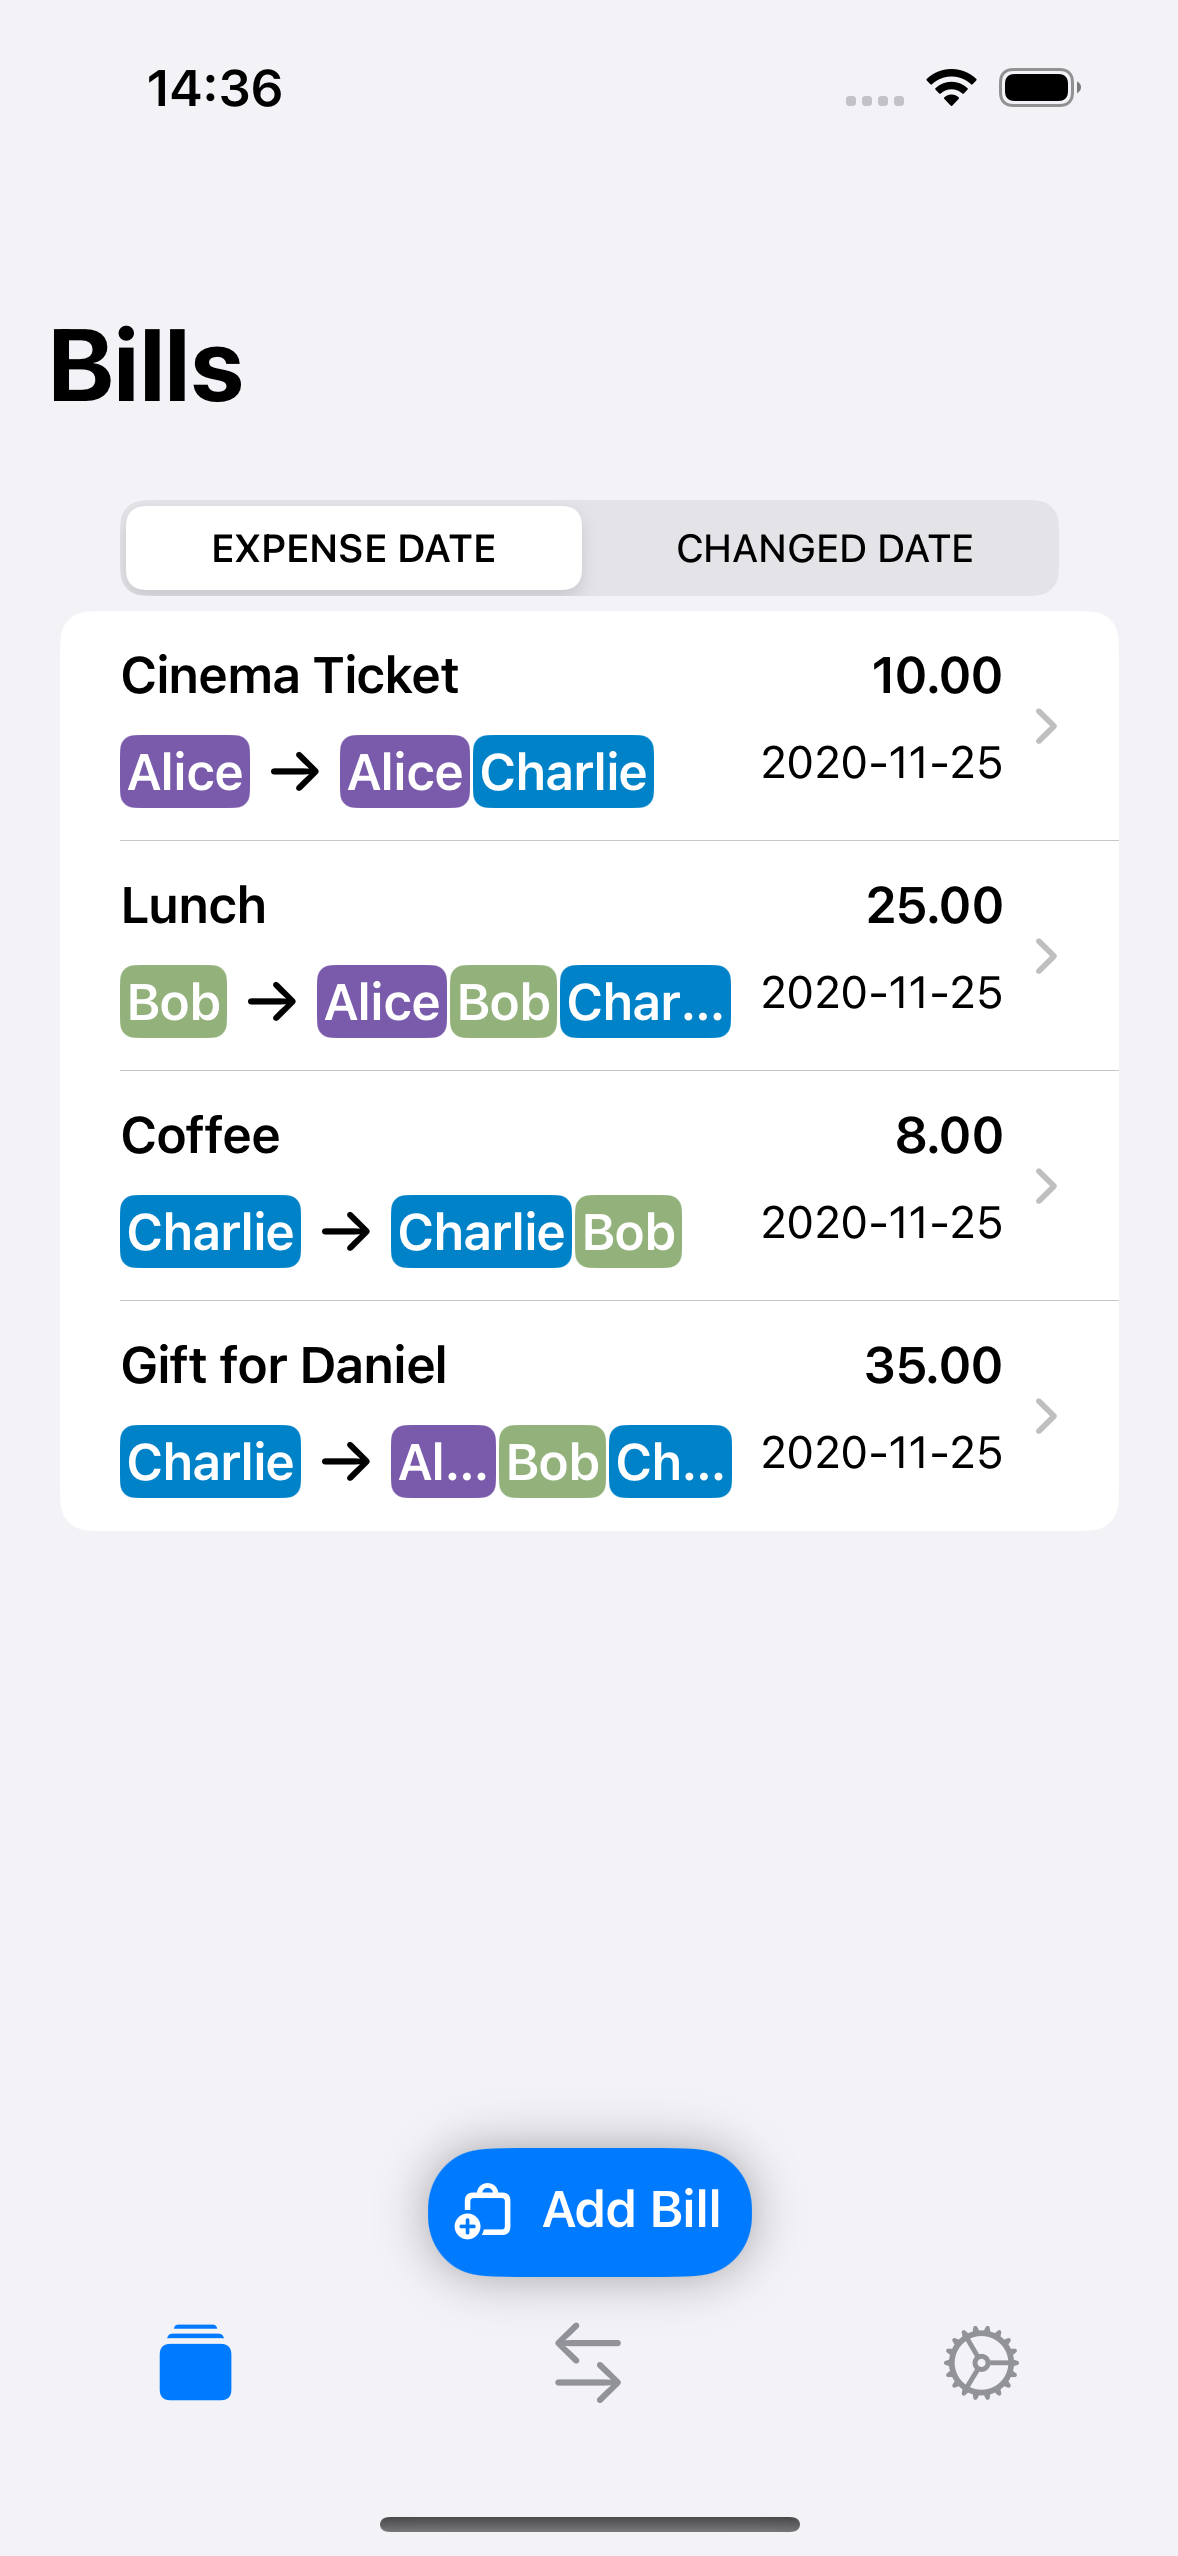 14:36
Bills
EXPENSE DATE CHANGED DATE
Cinema Ticket 10.00
Alice → Alice Charlie 2020-11-25
Lunch 25.00
Bob → Alice Bob Char... 2020-11-25
Coffee 8.00
Charlie → Charlie Bob 2020-11-25
Gift for Daniel 35.00
Charlie → Al... Bob Ch... 2020-11-25
Add Bill